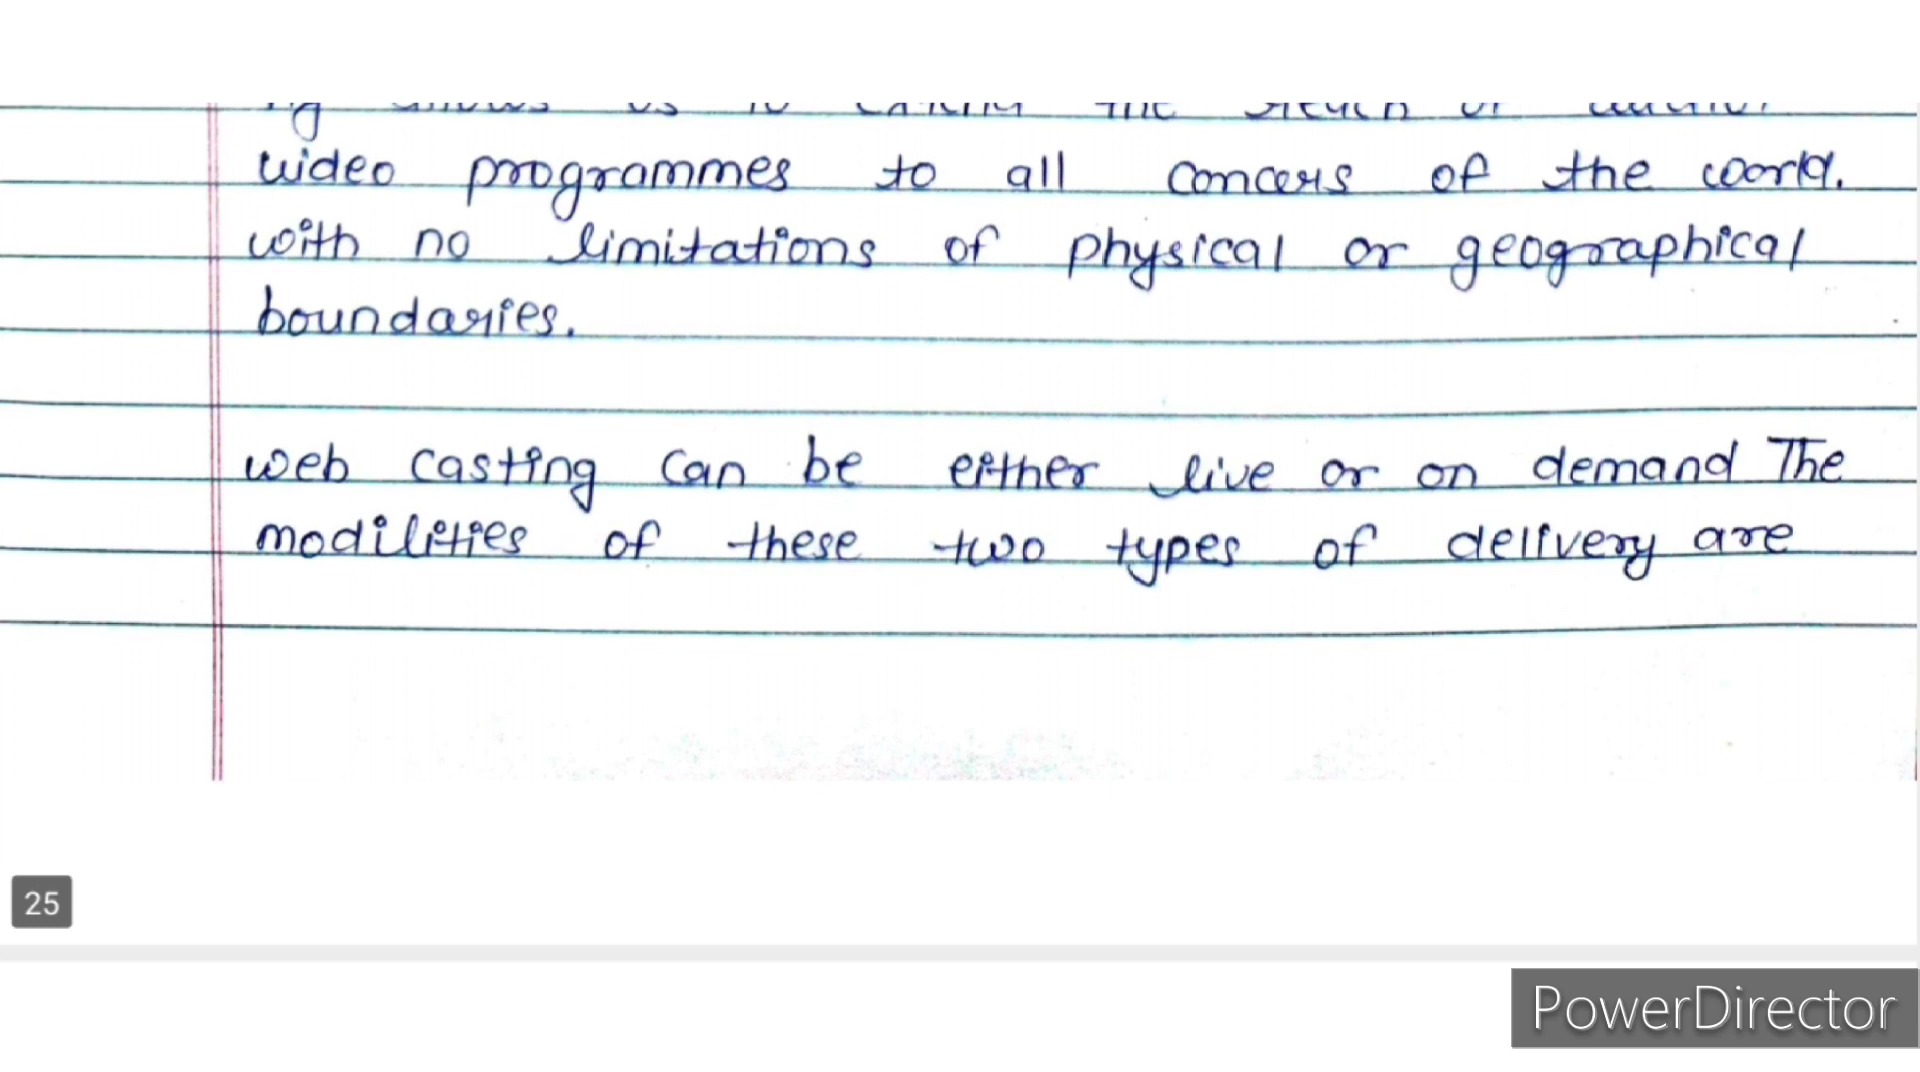 video programmes to all concers of the world.
with no limitations of physical or geographical
boundaries.
web casting can be either live or on demand The
modilities of these two types of delivery are
25
PowerDirector